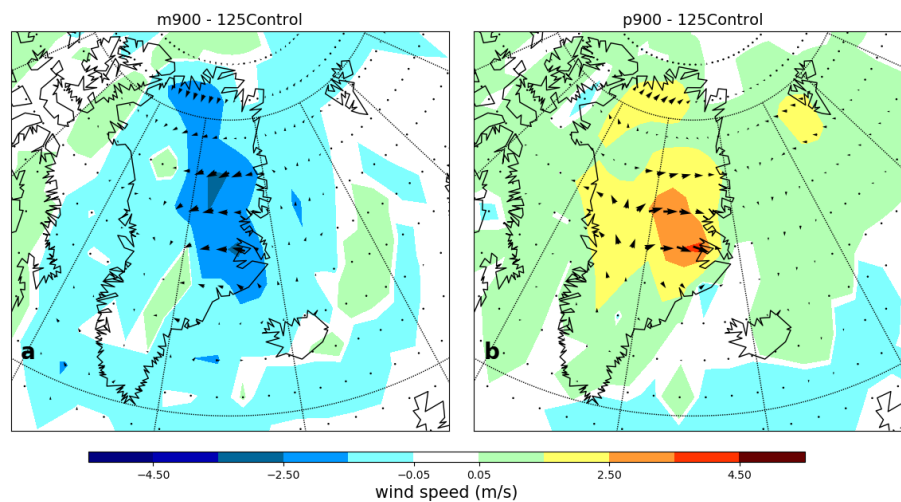 m900 - 125Control
p900 - 125Control
a
b
−4.50 −2.50 −0.05 0.05 2.50 4.50
wind speed (m/s)